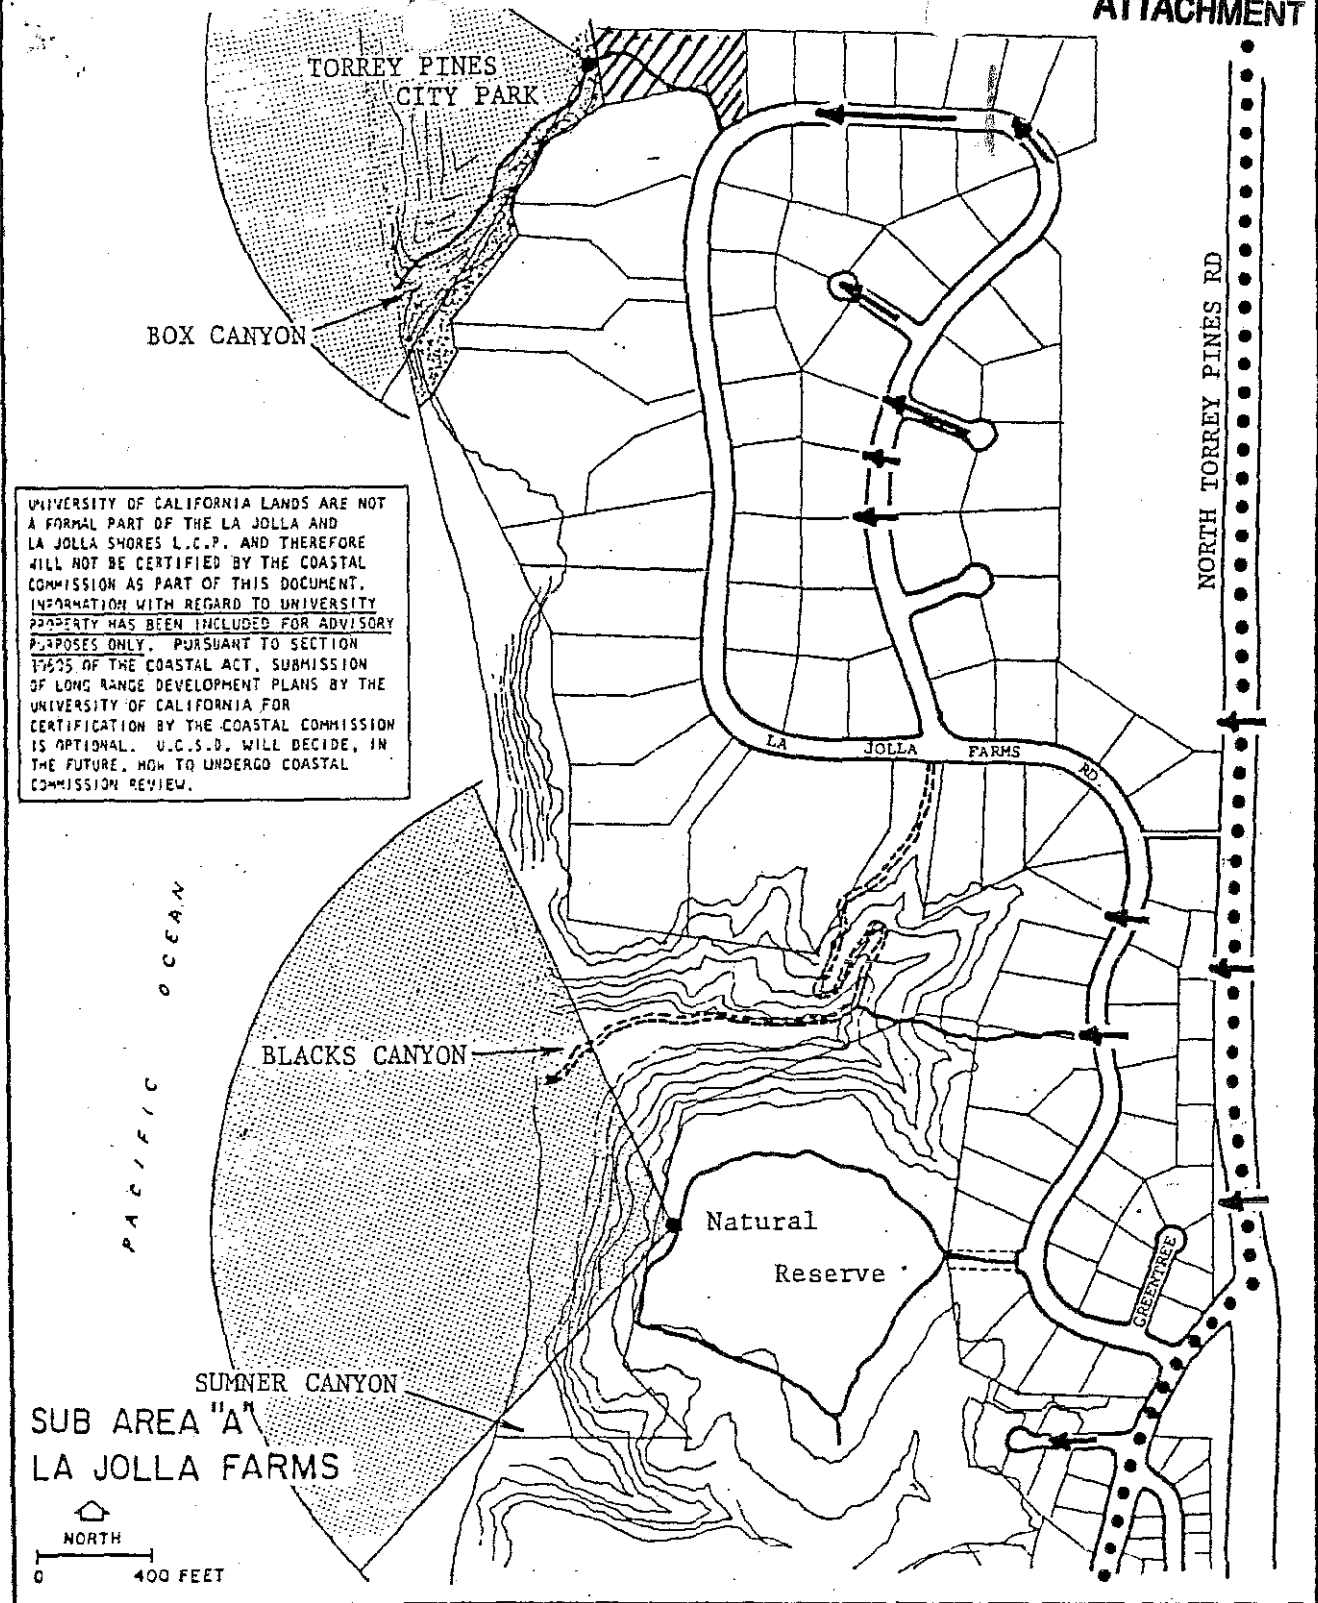 ATTACHMENT
TORREY PINES
CITY PARK
BOX CANYON
NORTH TORREY PINES RD
UNIVERSITY OF CALIFORNIA LANDS ARE NOT
A FORMAL PART OF THE LA JOLLA AND
LA JOLLA SHORES L.C.P. AND THEREFORE
WILL NOT BE CERTIFIED BY THE COASTAL
COMMISSION AS PART OF THIS DOCUMENT.
INFORMATION WITH REGARD TO UNIVERSITY
PROPERTY HAS BEEN INCLUDED FOR ADVISORY
PURPOSES ONLY. PURSUANT TO SECTION
OF THE COASTAL ACT, SUBMISSION
OF LONG RANGE DEVELOPMENT PLANS BY THE
UNIVERSITY OF CALIFORNIA FOR
CERTIFICATION BY THE COASTAL COMMISSION
IS OPTIONAL. U.C.S.D. WILL DECIDE, IN
THE FUTURE, HOW TO UNDERGO COASTAL
COMMISSION REVIEW.
LA JOLLA FARMS RD
PACIFIC OCEAN
BLACKS CANYON
Natural
Reserve
GREENTREE
SUMNER CANYON
SUB AREA "A"
LA JOLLA FARMS
NORTH
0 400 FEET